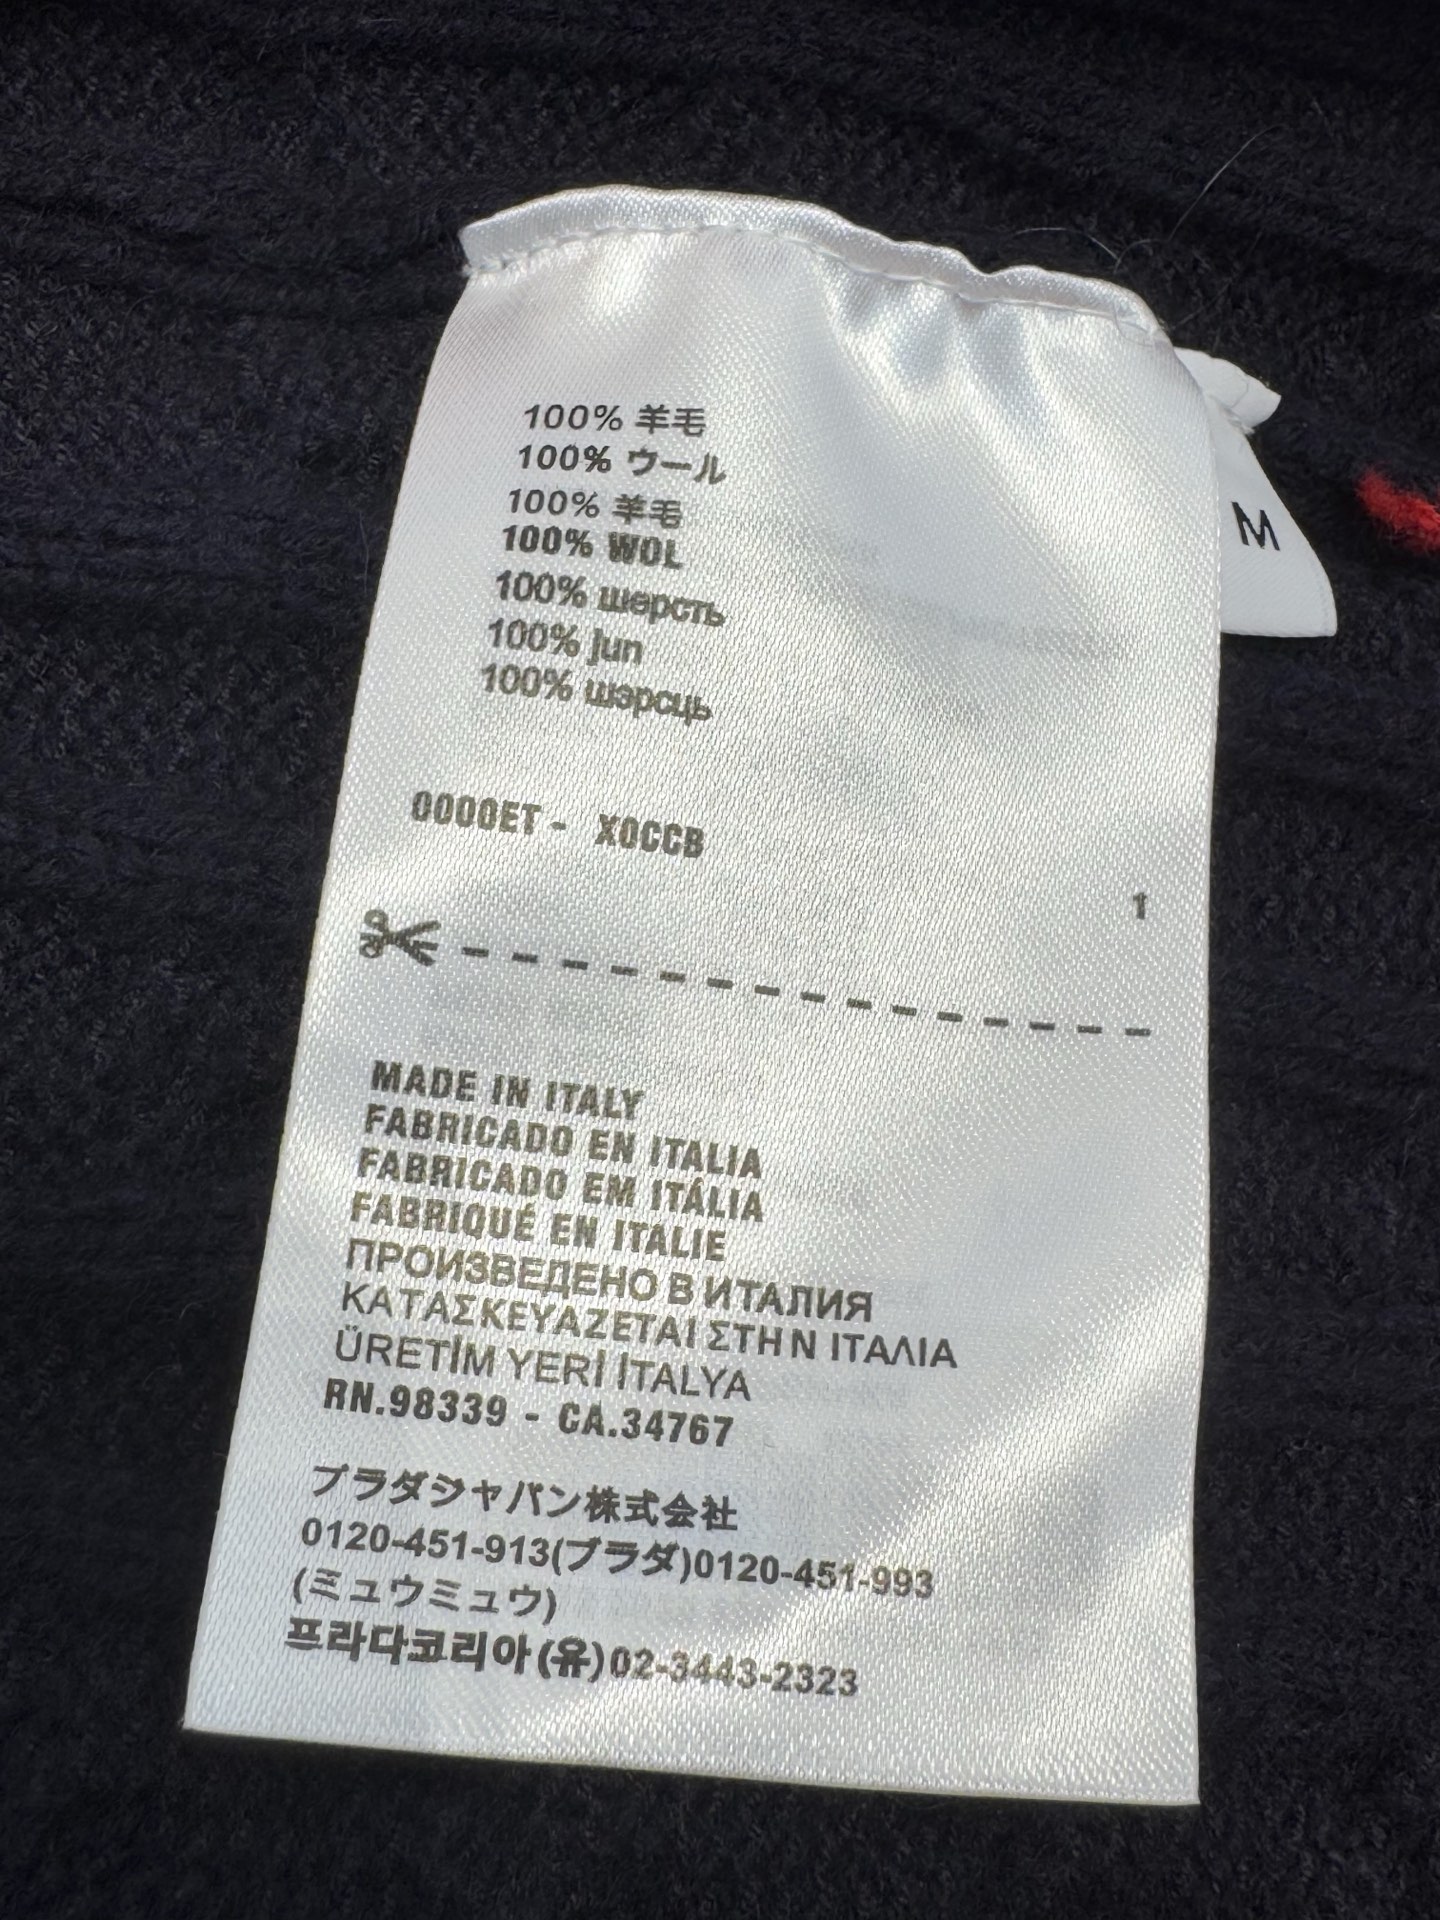 100% 羊毛
100% ウール
100% 羊毛
100% WOL
100% шерсть
100% jun
100% шэрсць
M
0000ET - X0CCB
1
MADE IN ITALY
FABRICADO EN ITALIA
FABRICADO EM ITÁLIA
FABRIQUÉ EN ITALIE
ПРОИЗВЕДЕНО В ИТАЛИЯ
ΚΑΤΑΣΚΕΥΑΖΕΤΑΙ ΣΤΗΝ ΙΤΑΛΙΑ
ÜRETİM YERİ İTALYA
RN.98339 - CA.34767
プラダジャパン株式会社
0120-451-913(プラダ)0120-451-993
(ミュウミュウ)
프라다코리아(유)02-3443-2323